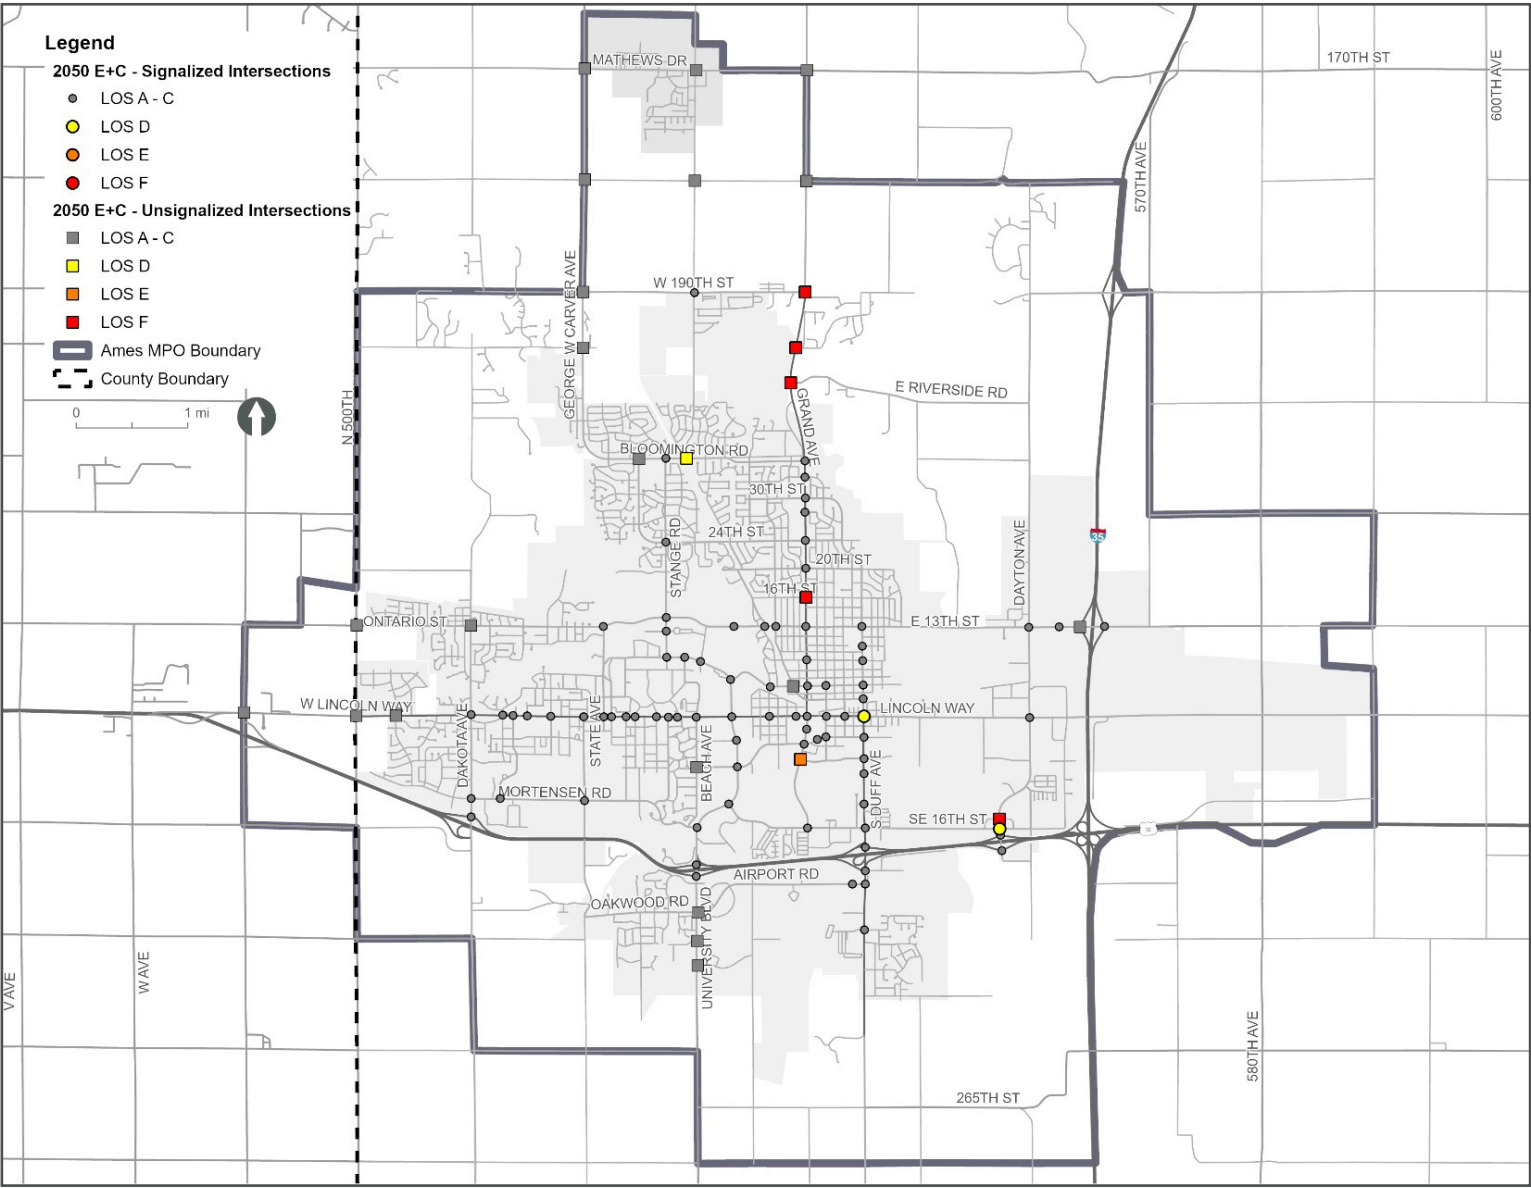 Legend
2050 E+C - Signalized Intersections
LOS A - C
LOS D
LOS E
LOS F
2050 E+C - Unsignalized Intersections
LOS A - C
LOS D
LOS E
LOS F
Ames MPO Boundary
County Boundary
0 1 mi
MATHEWS DR
170TH ST
600TH AVE
570TH AVE
GEORGE W CARVER AVE
W 190TH ST
N 500TH
E RIVERSIDE RD
GRAND AVE
BLOOMINGTON RD
30TH ST
24TH ST
STANGE RD
20TH ST
DAYTON AVE
35
16TH ST
ONTARIO ST
E 13TH ST
W LINCOLN WAY
LINCOLN WAY
DAKOTA AVE
STATE AVE
BEACH AVE
S DUFF AVE
MORTENSEN RD
SE 16TH ST
AIRPORT RD
OAKWOOD RD
UNIVERSITY BLVD
V AVE
W AVE
580TH AVE
265TH ST